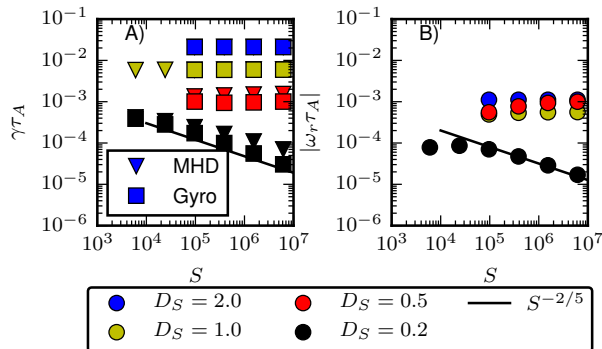 A)
B)
γτ_A
10^{-1}
10^{-2}
10^{-3}
10^{-4}
10^{-5}
10^{-6}
MHD
Gyro
10^3 10^4 10^5 10^6 10^7
S
|ω_r τ_A|
10^{-1}
10^{-2}
10^{-3}
10^{-4}
10^{-5}
10^{-6}
10^3 10^4 10^5 10^6 10^7
S
D_S = 2.0 D_S = 0.5 S^{-2/5}
D_S = 1.0 D_S = 0.2